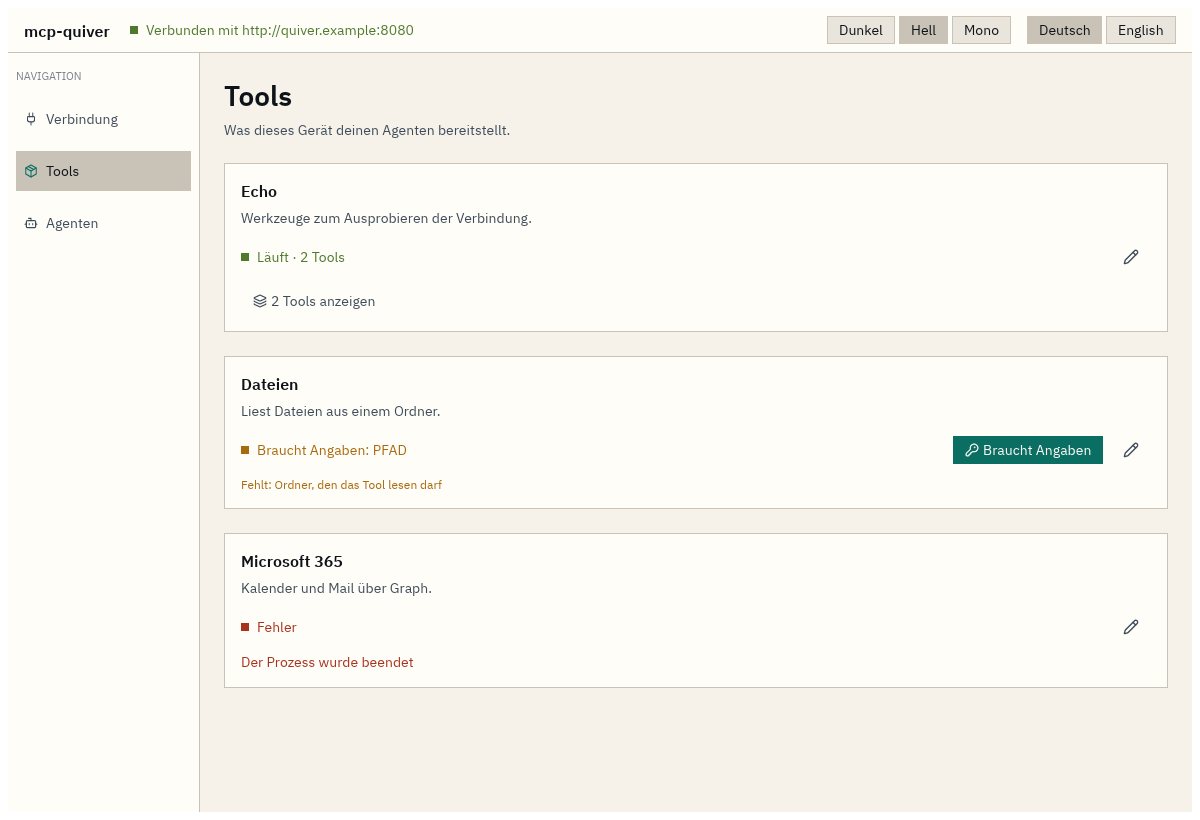 mcp-quiver
Verbunden mit http://quiver.example:8080
Dunkel
Hell
Mono
Deutsch
English
NAVIGATION
Verbindung
Tools
Agenten
Tools
Was dieses Gerät deinen Agenten bereitstellt.
Echo
Werkzeuge zum Ausprobieren der Verbindung.
Läuft · 2 Tools
2 Tools anzeigen
Dateien
Liest Dateien aus einem Ordner.
Braucht Angaben: PFAD
Braucht Angaben
Fehlt: Ordner, den das Tool lesen darf
Microsoft 365
Kalender und Mail über Graph.
Fehler
Der Prozess wurde beendet